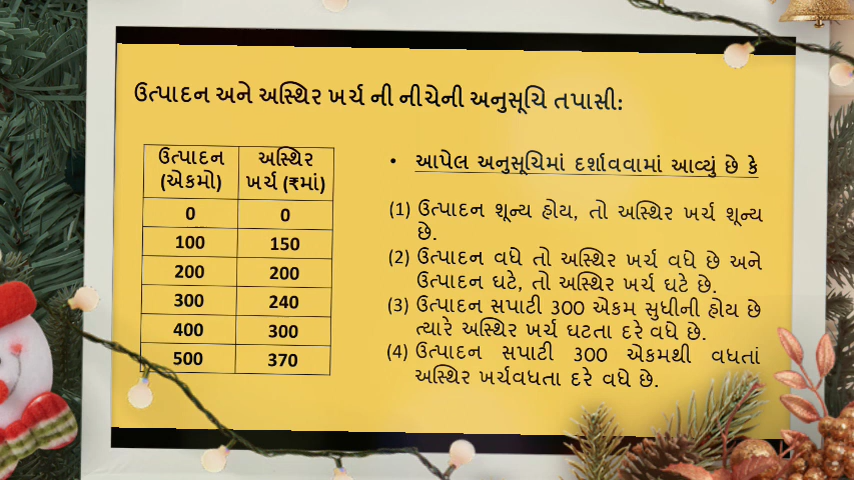 ઉત્પાદન અને અસ્થિર ખર્ચ ની નીચેની અનુસૂચિ તપાસી:
ઉત્પાદન (એકમો) અસ્થિર ખર્ચ (₹માં)
0 0
100 150
200 200
300 240
400 300
500 370
• આપેલ અનુસૂચિમાં દર્શાવવામાં આવ્યું છે કે
(1) ઉત્પાદન શૂન્ય હોય, તો અસ્થિર ખર્ચ શૂન્ય
છે.
(2) ઉત્પાદન વધે તો અસ્થિર ખર્ચ વધે છે અને
ઉત્પાદન ઘટે, તો અસ્થિર ખર્ચ ઘટે છે.
(3) ઉત્પાદન સપાટી 300 એકમ સુધીની હોય છે
ત્યારે અસ્થિર ખર્ચ ઘટતા દરે વધે છે.
(4) ઉત્પાદન સપાટી 300 એકમથી વધતાં
અસ્થિર ખર્ચવધતા દરે વધે છે.